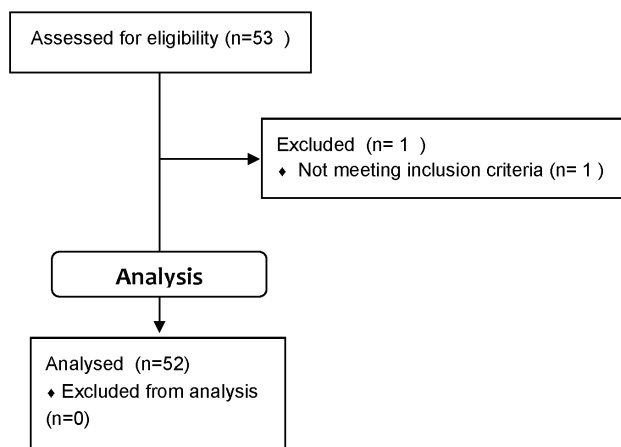 Assessed for eligibility (n=53  )
Excluded  (n= 1  )
♦ Not meeting inclusion criteria (n= 1 )
Analysis
Analysed  (n=52)
♦ Excluded from analysis
(n=0)